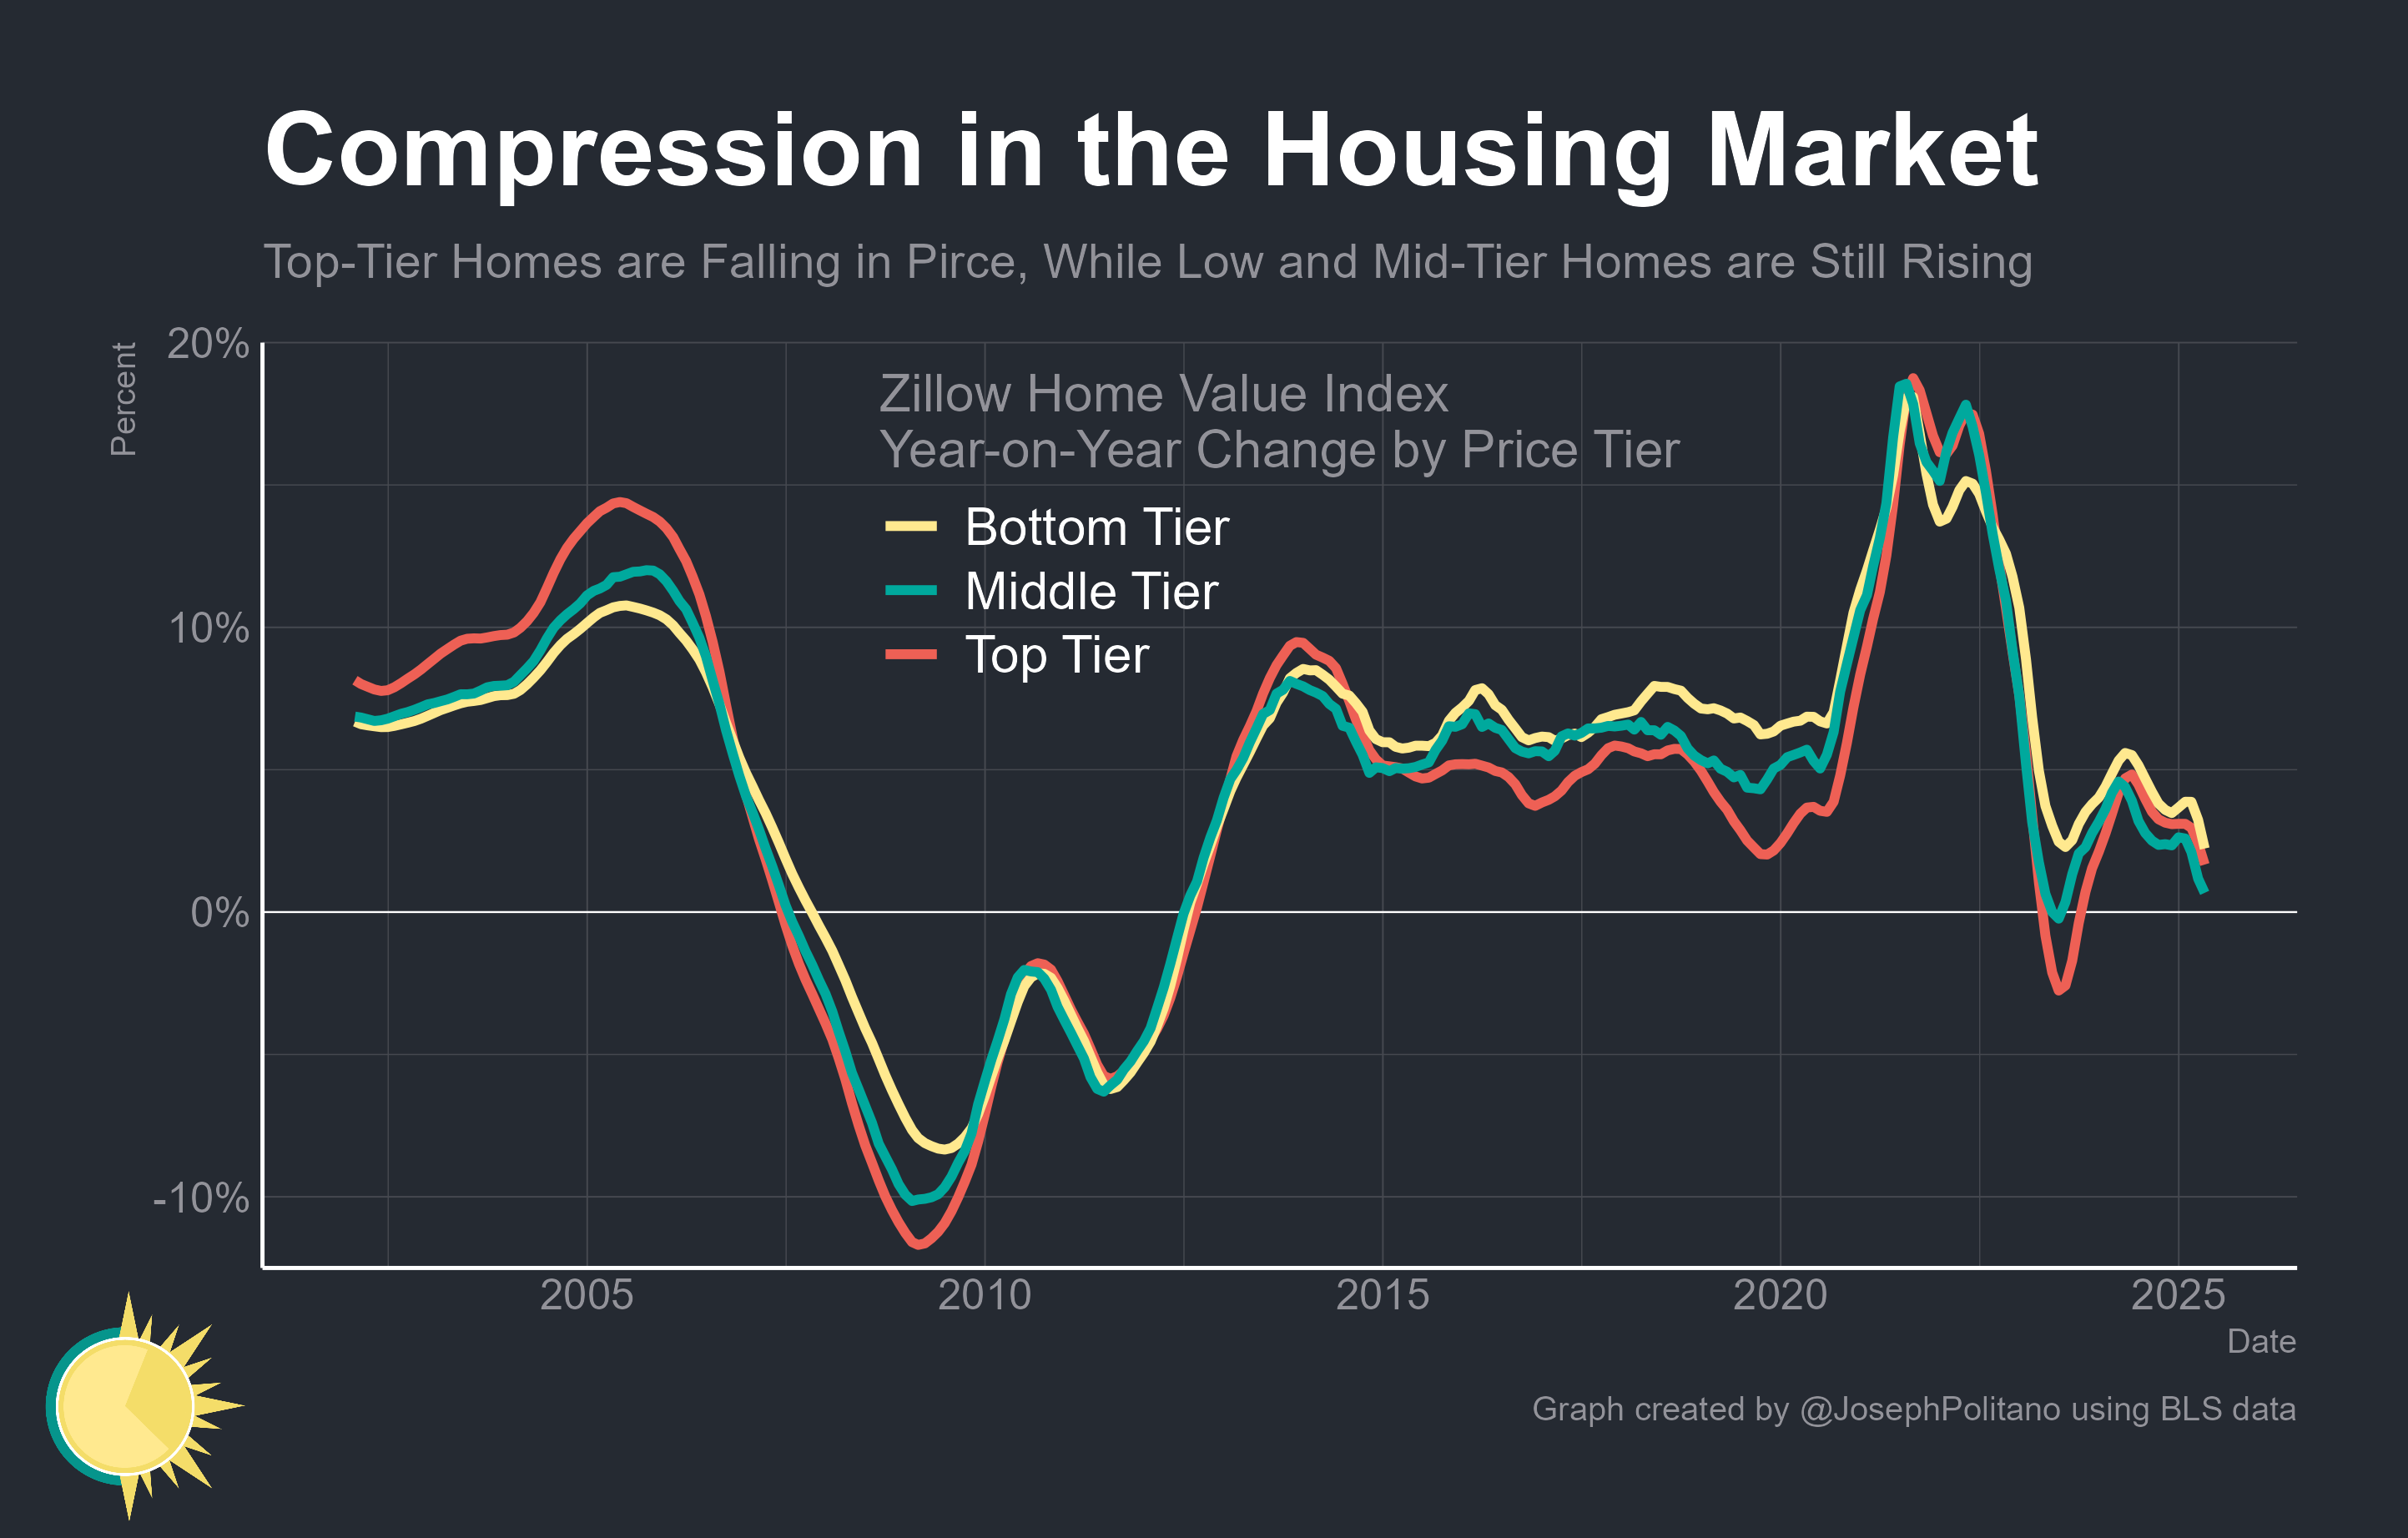 Compression in the Housing Market
Top-Tier Homes are Falling in Pirce, While Low and Mid-Tier Homes are Still Rising
Percent
20%
10%
0%
-10%
Zillow Home Value Index
Year-on-Year Change by Price Tier
Bottom Tier
Middle Tier
Top Tier
2005
2010
2015
2020
2025
Date
Graph created by @JosephPolitano using BLS data